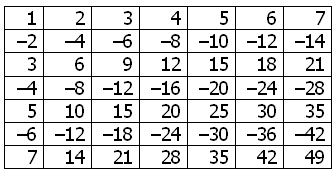 1 2 3 4 5 6 7
–2 –4 –6 –8 –10 –12 –14
3 6 9 12 15 18 21
–4 –8 –12 –16 –20 –24 –28
5 10 15 20 25 30 35
–6 –12 –18 –24 –30 –36 –42
7 14 21 28 35 42 49